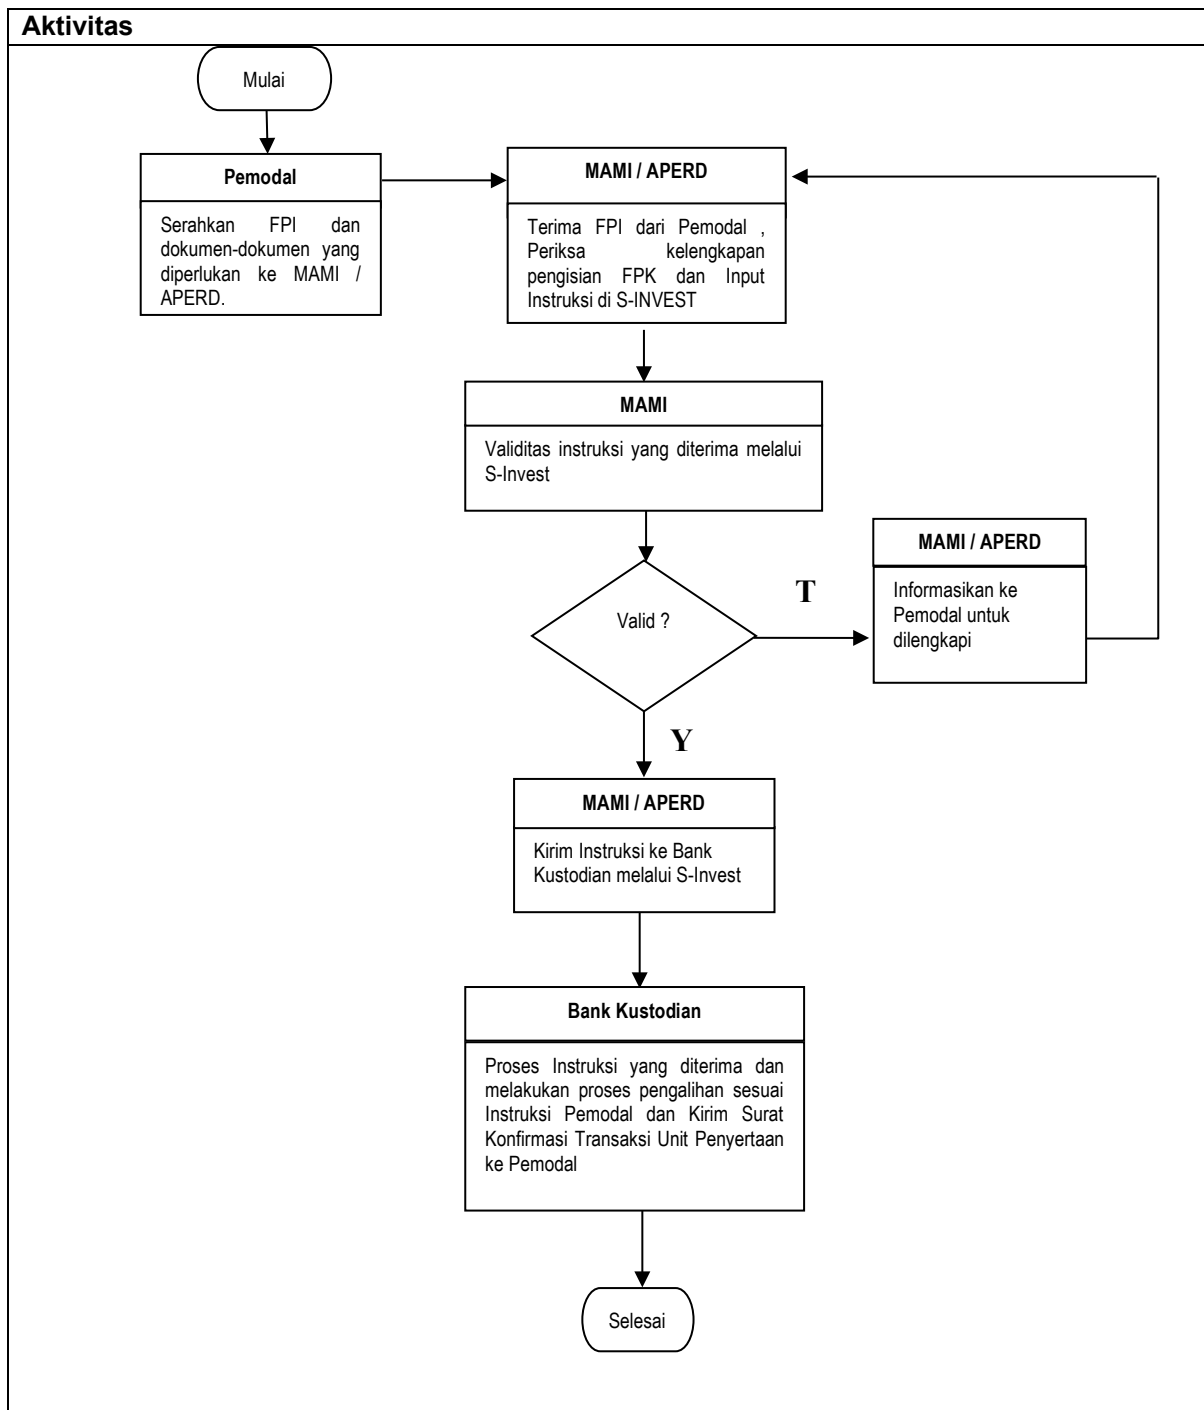 Aktivitas
Mulai
Pemodal
Serahkan FPI dan
dokumen-dokumen yang
diperlukan ke MAMI /
APERD.
MAMI / APERD
Terima FPI dari Pemodal ,
Periksa kelengkapan
pengisian FPK dan Input
Instruksi di S-INVEST
MAMI
Validitas instruksi yang diterima melalui
S-Invest
Valid ?
T
MAMI / APERD
Informasikan ke
Pemodal untuk
dilengkapi
Y
MAMI / APERD
Kirim Instruksi ke Bank
Kustodian melalui S-Invest
Bank Kustodian
Proses Instruksi yang diterima dan
melakukan proses pengalihan sesuai
Instruksi Pemodal dan Kirim Surat
Konfirmasi Transaksi Unit Penyertaan
ke Pemodal
Selesai